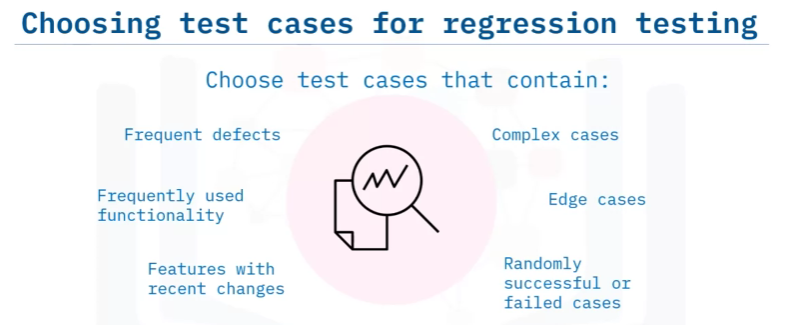 Choosing test cases for regression testing
Choose test cases that contain:
Frequent defects
Frequently used
functionality
Features with
recent changes
Complex cases
Edge cases
Randomly
successful or
failed cases